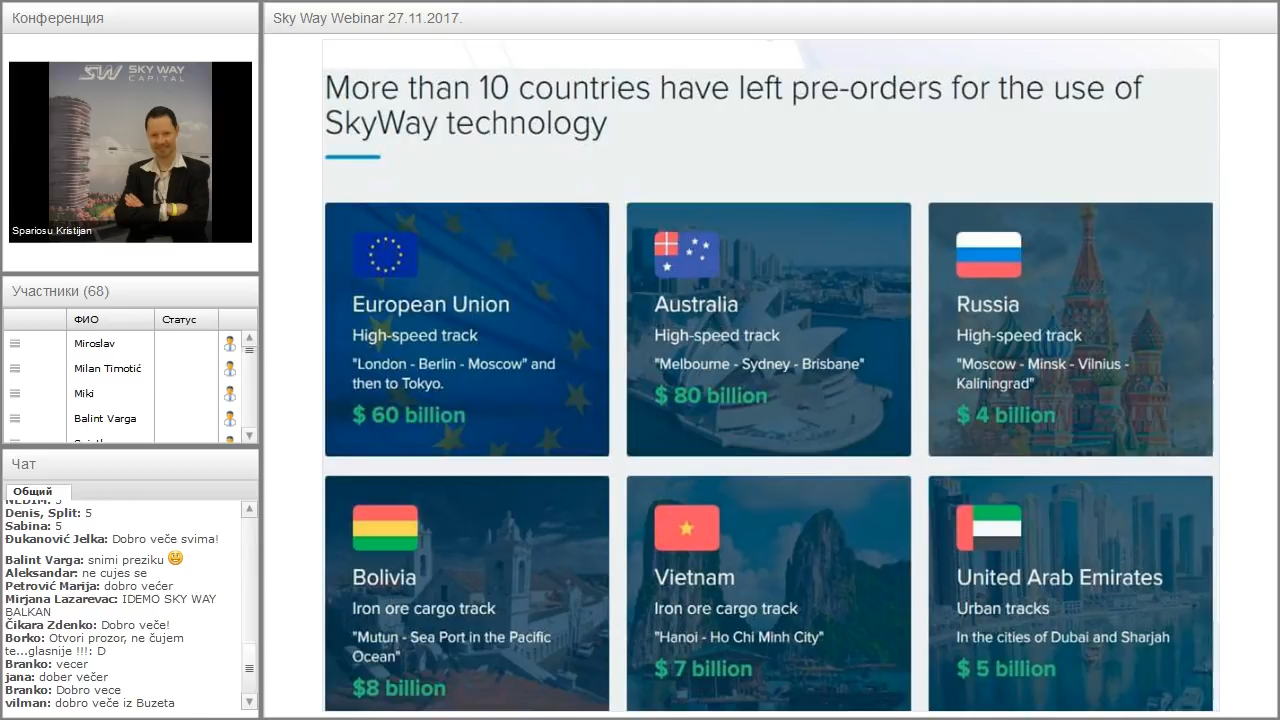 Конференция
SKY WAY
CAPITAL
Spariosu Kristijan
Участники (68)
ФИО
Статус
Miroslav
Miki
Balint Varga
Чат
Общий
NEDIM: 5
Denis, Split: 5
Sabina: 5
Đukanović Jelka: Dobro veče svima!
Balint Varga: snimi preziku
Aleksandar: ne cujes se
Petrović Marija: dobro većer
Mirjana Lazarevac: IDEMO SKY WAY
BALKAN
Čikara Zdenko: Dobro veče!
Borko: Otvori prozor, ne čujem
te...glasnije !!!: D
Branko: vecer
jana: dober večer
Branko: Dobro vece
vilman: dobro veče iz Buzeta
Sky Way Webinar 27.11.2017.
More than 10 countries have left pre-orders for the use of
SkyWay technology
European Union
High-speed track
"London - Berlin - Moscow" and
then to Tokyo.
$ 60 billion
Australia
High-speed track
"Melbourne - Sydney - Brisbane"
$ 80 billion
Russia
High-speed track
"Moscow - Minsk - Vilnius -
Kaliningrad"
$ 4 billion
Bolivia
Iron ore cargo track
"Mutun - Sea Port in the Pacific
Ocean"
$8 billion
Vietnam
Iron ore cargo track
"Hanoi - Ho Chi Minh City"
$ 7 billion
United Arab Emirates
Urban tracks
In the cities of Dubai and Sharjah
$ 5 billion